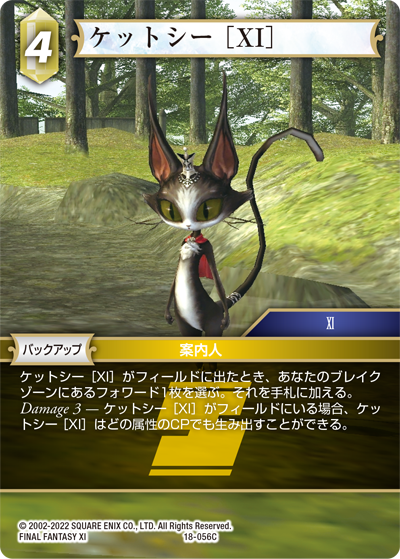 4
ケットシー［XI］
XI
バックアップ
案内人
ケットシー［XI］がフィールドに出たとき、あなたのブレイク
ゾーンにあるフォワード1枚を選ぶ。それを手札に加える。
Damage 3 ― ケットシー［XI］がフィールドにいる場合、ケッ
トシー［XI］はどの属性のCPでも生み出すことができる。
© 2002-2022 SQUARE ENIX CO., LTD. All Rights Reserved.
FINAL FANTASY XI
18-056C